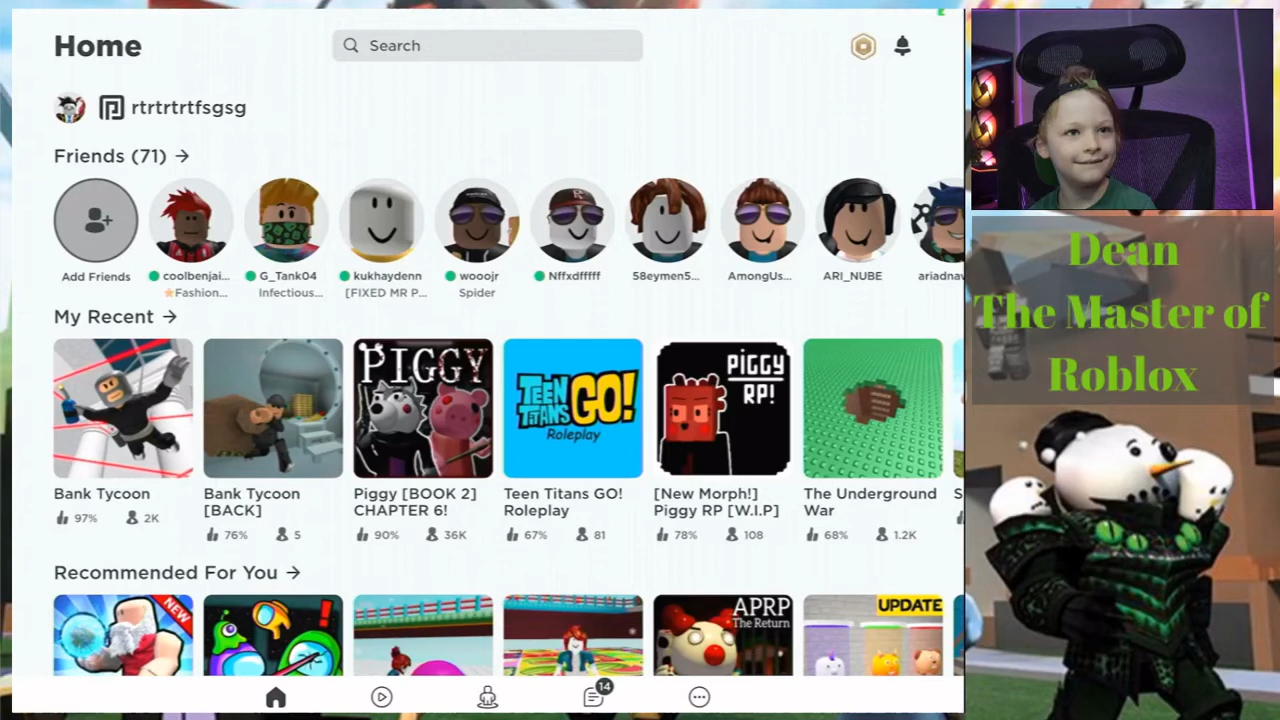 Home
Search
rtrtrtrtfsgsg
Friends (71)
Add Friends
coolbenjai...
Fashion...
G_Tank04
Infectious...
kukhaydenn
[FIXED MR P...
wooojr
Spider
Nffxdfffff
58eymen5...
AmongUs...
ARI_NUBE
My Recent
PIGGY
TEEN
TITANS GO!
Roleplay
PIGGY
RP!
Bank Tycoon
97% 2K
Bank Tycoon
[BACK]
76% 5
Piggy [BOOK 2]
CHAPTER 6!
90% 36K
Teen Titans GO!
Roleplay
67% 81
[New Morph!]
Piggy RP [W.I.P]
78% 108
The Underground
War
68% 1.2K
Recommended For You
NEW
APRP
The Return
UPDATE
14
Dean
The Master of
Roblox